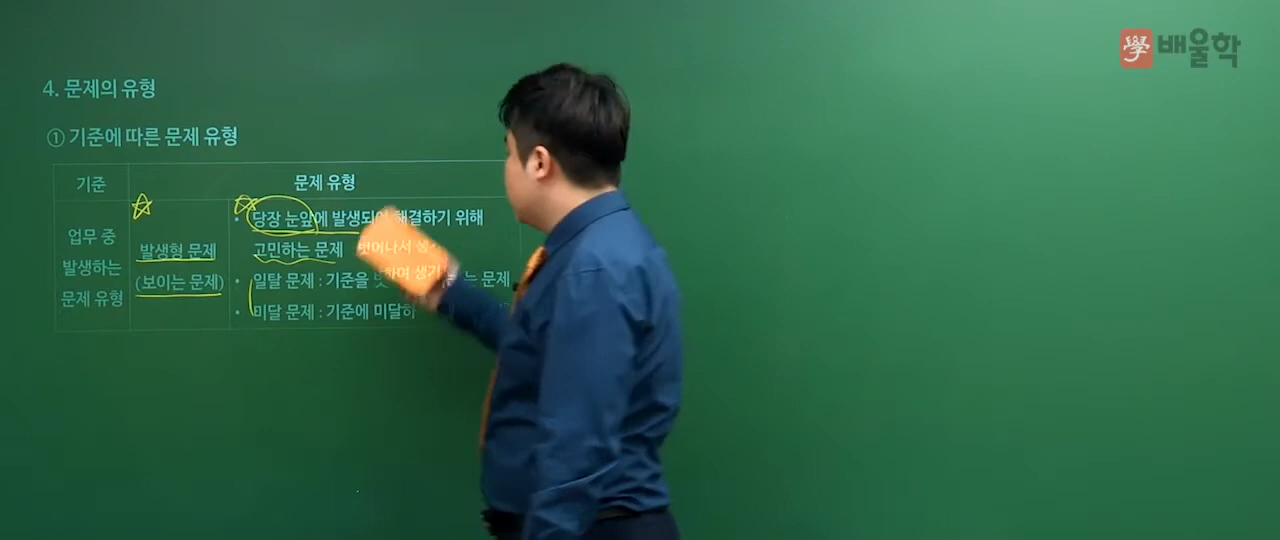 學 배울학
4. 문제의 유형
① 기준에 따른 문제 유형
기준
문제 유형
업무 중
발생하는
문제 유형
발생형 문제
(보이는 문제)
• 당장 눈앞에 발생되어 해결하기 위해
고민하는 문제
• 일탈 문제 : 기준을 는 문제
• 미달 문제 : 기준에 미달하